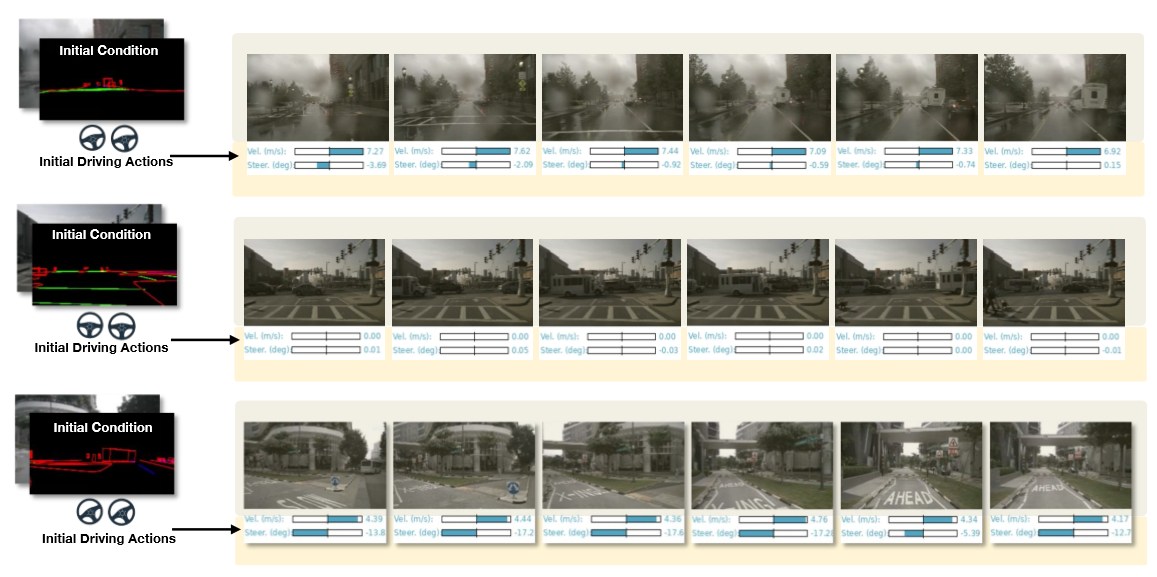 Initial Condition
Initial Driving Actions
Vel. (m/s): 7.27 Vel. (m/s): 7.62 Vel. (m/s): 7.44 Vel. (m/s): 7.09 Vel. (m/s): 7.33 Vel. (m/s): 6.92
Steer. (deg): -3.69 Steer. (deg): -2.09 Steer. (deg): -0.92 Steer. (deg): -0.59 Steer. (deg): -0.74 Steer. (deg): 0.15
Initial Condition
Initial Driving Actions
Vel. (m/s): 0.00 Vel. (m/s): 0.00 Vel. (m/s): 0.00 Vel. (m/s): 0.00 Vel. (m/s): 0.00 Vel. (m/s): 0.00
Steer. (deg): 0.01 Steer. (deg): 0.05 Steer. (deg): -0.03 Steer. (deg): 0.02 Steer. (deg): 0.00 Steer. (deg): -0.01
Initial Condition
SLOW X-ING AHEAD AHEAD
Initial Driving Actions
Vel. (m/s): 4.39 Vel. (m/s): 4.44 Vel. (m/s): 4.36 Vel. (m/s): 4.76 Vel. (m/s): 4.34 Vel. (m/s): 4.17
Steer. (deg): -13.8 Steer. (deg): -17.2 Steer. (deg): -17.6 Steer. (deg): -17.2 Steer. (deg): -5.39 Steer. (deg): -12.7